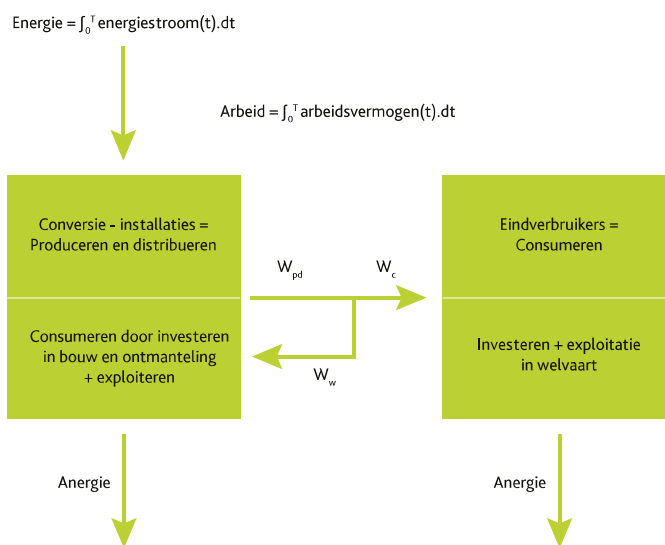 Energie = ∫₀ᵀ energiestroom(t).dt
Arbeid = ∫₀ᵀ arbeidsvermogen(t).dt
Conversie - installaties =
Produceren en distribueren
Eindverbruikers =
Consumeren
W_pd
W_c
Consumeren door investeren
in bouw en ontmanteling
+ exploiteren
Investeren + exploitatie
in welvaart
W_w
Anergie
Anergie